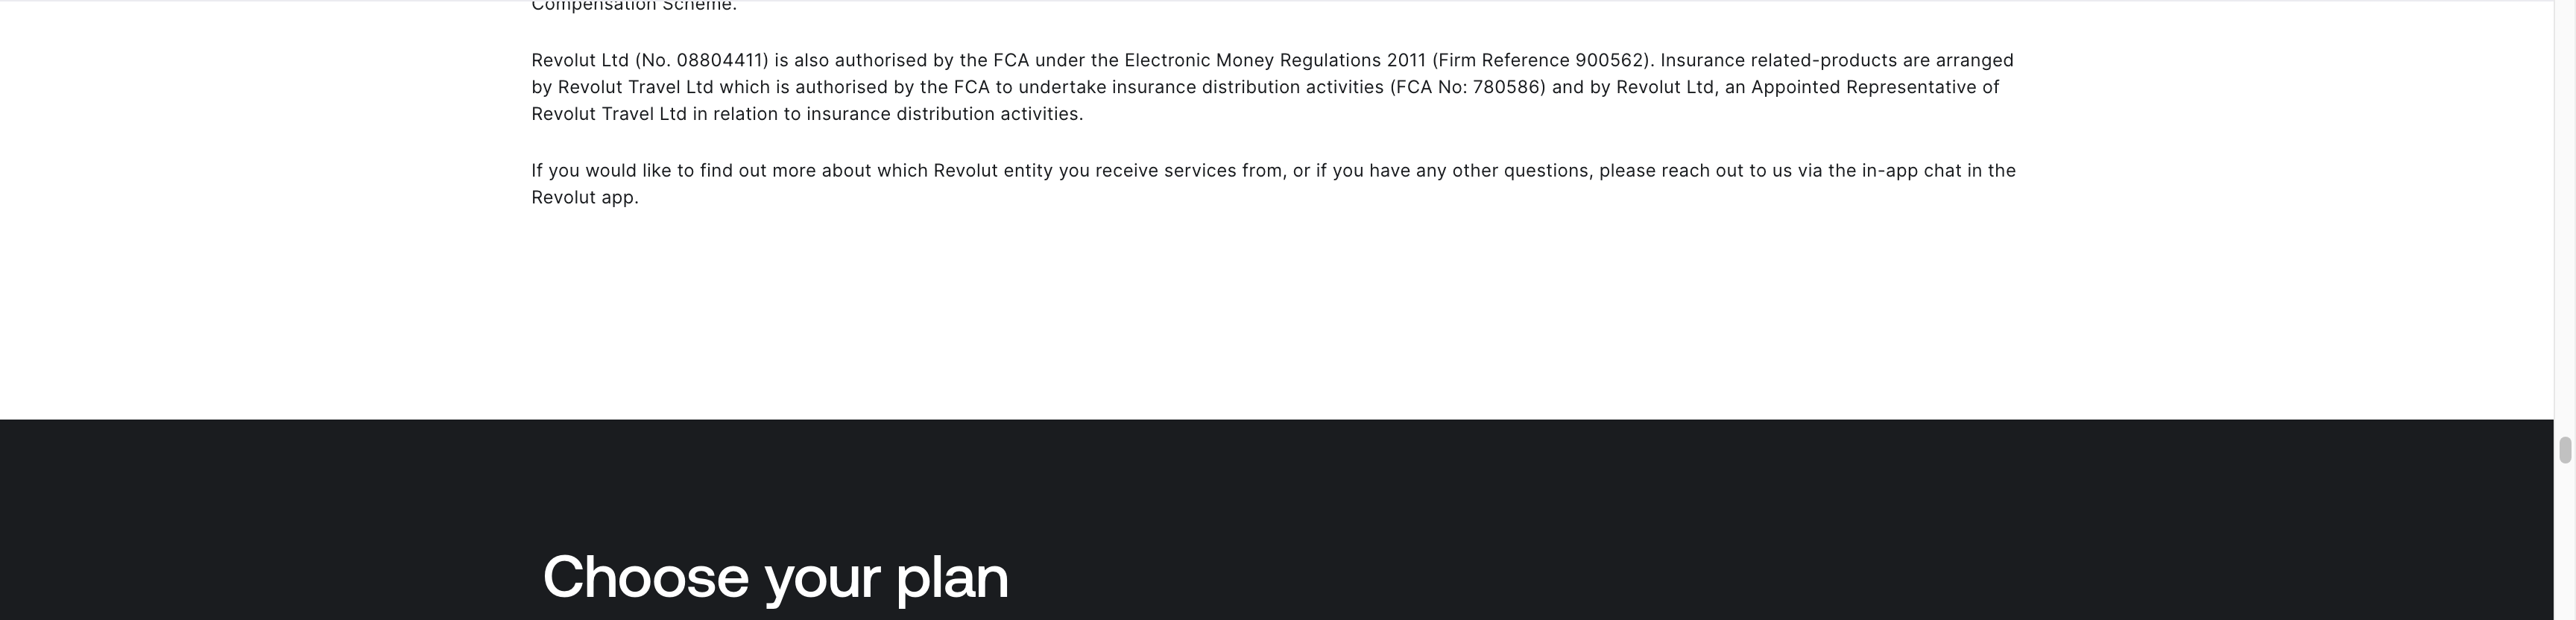 Compensation Scheme.
Revolut Ltd (No. 08804411) is also authorised by the FCA under the Electronic Money Regulations 2011 (Firm Reference 900562). Insurance related-products are arranged
by Revolut Travel Ltd which is authorised by the FCA to undertake insurance distribution activities (FCA No: 780586) and by Revolut Ltd, an Appointed Representative of
Revolut Travel Ltd in relation to insurance distribution activities.
If you would like to find out more about which Revolut entity you receive services from, or if you have any other questions, please reach out to us via the in-app chat in the
Revolut app.
Choose your plan